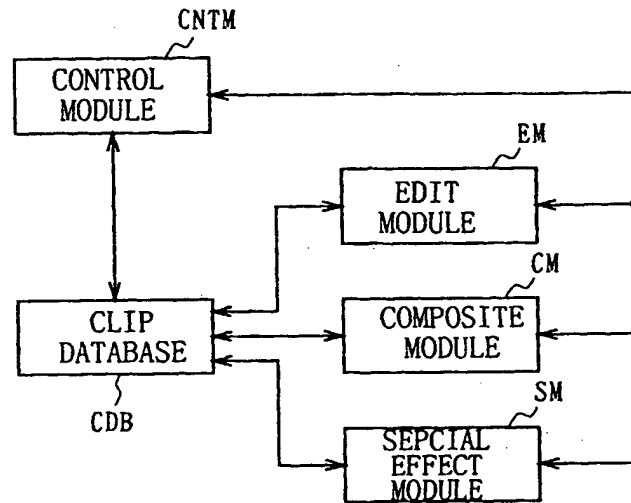 CNTM
CONTROL
MODULE
EM
EDIT
MODULE
CM
CLIP
DATABASE
COMPOSITE
MODULE
CDB
SM
SEPCIAL
EFFECT
MODULE